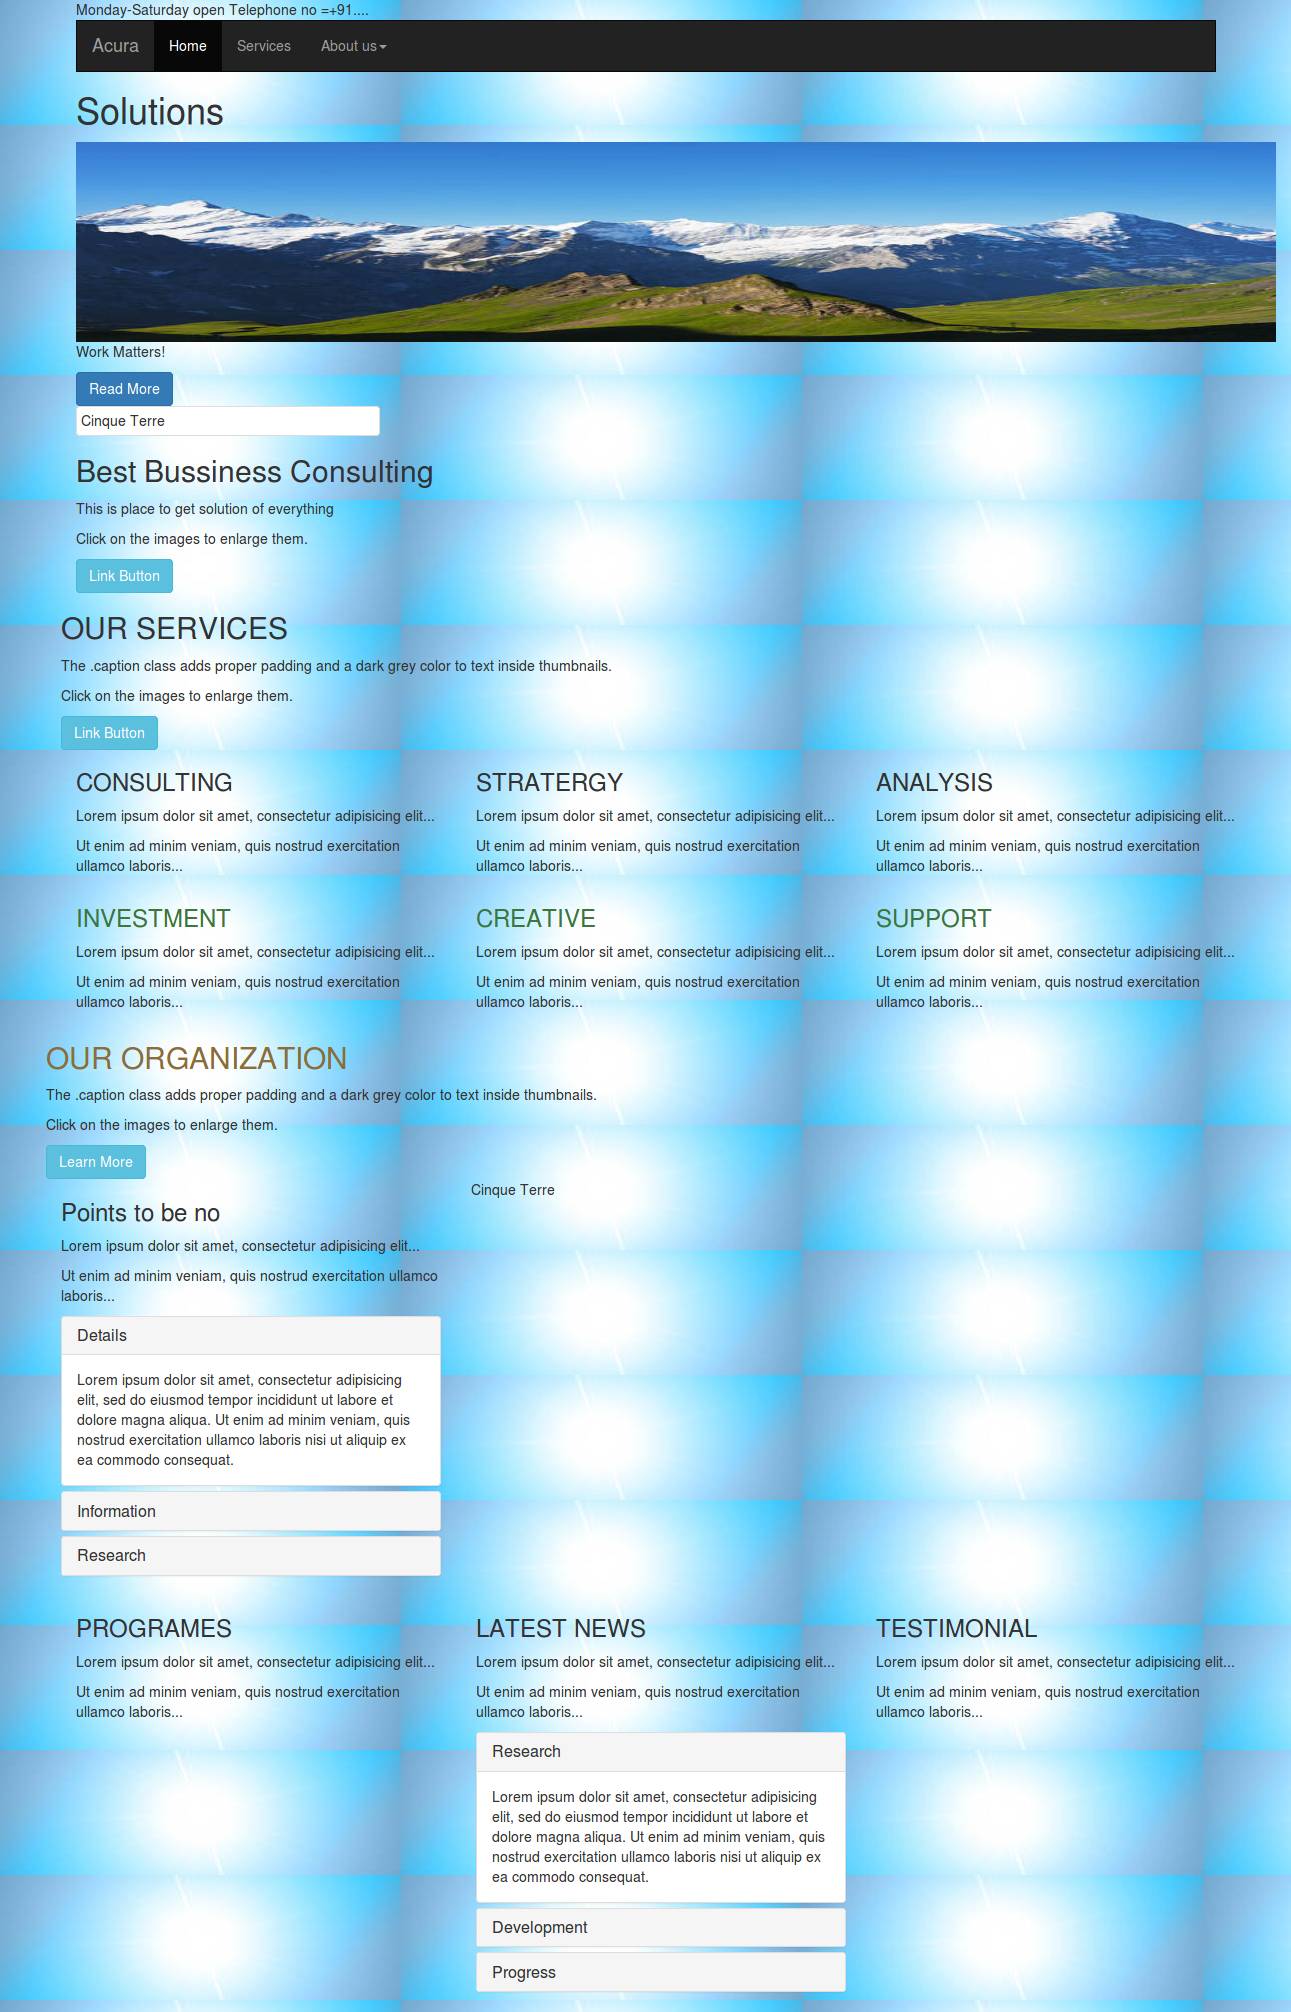 Monday-Saturday open Telephone no =+91....
Acura Home Services About us
Solutions
Work Matters!
Read More
Cinque Terre
Best Bussiness Consulting
This is place to get solution of everything
Click on the images to enlarge them.
Link Button
OUR SERVICES
The .caption class adds proper padding and a dark grey color to text inside thumbnails.
Click on the images to enlarge them.
Link Button
CONSULTING
Lorem ipsum dolor sit amet, consectetur adipisicing elit...
Ut enim ad minim veniam, quis nostrud exercitation
ullamco laboris...
STRATERGY
Lorem ipsum dolor sit amet, consectetur adipisicing elit...
Ut enim ad minim veniam, quis nostrud exercitation
ullamco laboris...
ANALYSIS
Lorem ipsum dolor sit amet, consectetur adipisicing elit...
Ut enim ad minim veniam, quis nostrud exercitation
ullamco laboris...
INVESTMENT
Lorem ipsum dolor sit amet, consectetur adipisicing elit...
Ut enim ad minim veniam, quis nostrud exercitation
ullamco laboris...
CREATIVE
Lorem ipsum dolor sit amet, consectetur adipisicing elit...
Ut enim ad minim veniam, quis nostrud exercitation
ullamco laboris...
SUPPORT
Lorem ipsum dolor sit amet, consectetur adipisicing elit...
Ut enim ad minim veniam, quis nostrud exercitation
ullamco laboris...
OUR ORGANIZATION
The .caption class adds proper padding and a dark grey color to text inside thumbnails.
Click on the images to enlarge them.
Learn More
Points to be no
Lorem ipsum dolor sit amet, consectetur adipisicing elit...
Ut enim ad minim veniam, quis nostrud exercitation ullamco
laboris...
Details
Lorem ipsum dolor sit amet, consectetur adipisicing
elit, sed do eiusmod tempor incididunt ut labore et
dolore magna aliqua. Ut enim ad minim veniam, quis
nostrud exercitation ullamco laboris nisi ut aliquip ex
ea commodo consequat.
Information
Research
Cinque Terre
PROGRAMES
Lorem ipsum dolor sit amet, consectetur adipisicing elit...
Ut enim ad minim veniam, quis nostrud exercitation
ullamco laboris...
LATEST NEWS
Lorem ipsum dolor sit amet, consectetur adipisicing elit...
Ut enim ad minim veniam, quis nostrud exercitation
ullamco laboris...
Research
Lorem ipsum dolor sit amet, consectetur adipisicing
elit, sed do eiusmod tempor incididunt ut labore et
dolore magna aliqua. Ut enim ad minim veniam, quis
nostrud exercitation ullamco laboris nisi ut aliquip ex
ea commodo consequat.
Development
Progress
TESTIMONIAL
Lorem ipsum dolor sit amet, consectetur adipisicing elit...
Ut enim ad minim veniam, quis nostrud exercitation
ullamco laboris...